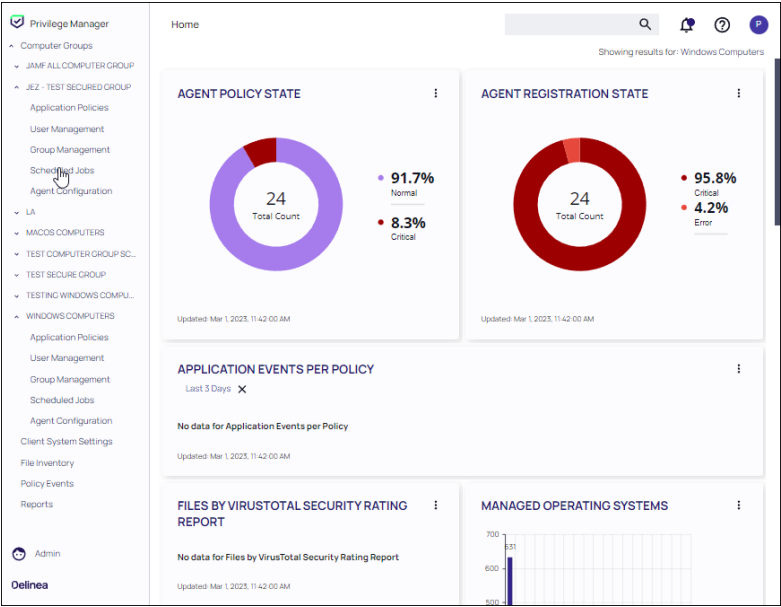 Privilege Manager
Computer Groups
JAMF ALL COMPUTER GROUP
JEZ - TEST SECURED GROUP
Application Policies
User Management
Group Management
Scheduled Jobs
Agent Configuration
LA
MACOS COMPUTERS
TEST COMPUTER GROUP SC...
TEST SECURE GROUP
TESTING WINDOWS COMPU...
WINDOWS COMPUTERS
Application Policies
User Management
Group Management
Scheduled Jobs
Agent Configuration
Client System Settings
File Inventory
Policy Events
Reports
Admin
Delinea
Home
P
Showing results for: Windows Computers
AGENT POLICY STATE
24
Total Count
91.7%
Normal
8.3%
Critical
Updated: Mar 1, 2023, 11:42:00 AM
AGENT REGISTRATION STATE
24
Total Count
95.8%
Critical
4.2%
Error
Updated: Mar 1, 2023, 11:42:00 AM
APPLICATION EVENTS PER POLICY
Last 3 Days
No data for Application Events per Policy
Updated: Mar 1, 2023, 11:42:00 AM
FILES BY VIRUSTOTAL SECURITY RATING
REPORT
No data for Files by VirusTotal Security Rating Report
Updated: Mar 1, 2023, 11:42:00 AM
MANAGED OPERATING SYSTEMS
700
631
600
500